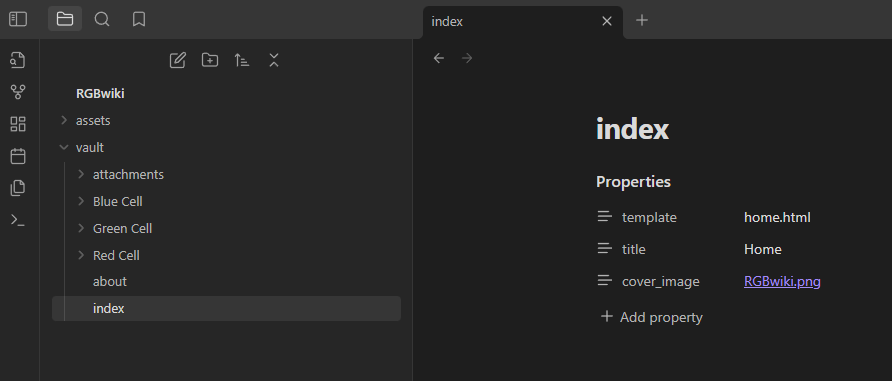 index
RGBwiki
assets
vault
attachments
Blue Cell
Green Cell
Red Cell
about
index
index
Properties
template home.html
title Home
cover_image RGBwiki.png
Add property